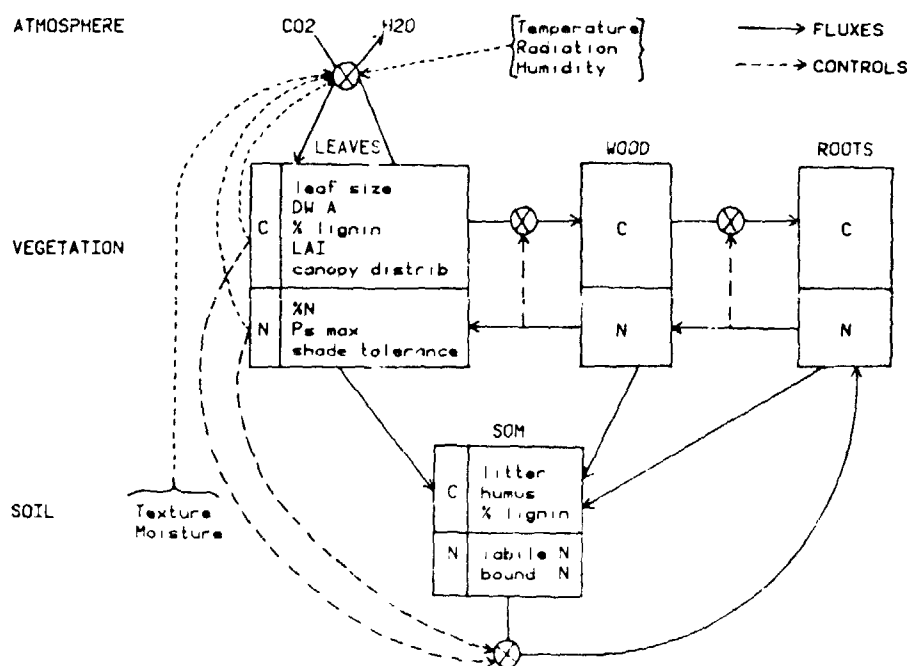 ATMOSPHERE
CO2 H2O
Temperature
Radiation
Humidity
FLUXES
CONTROLS
LEAVES
WOOD
ROOTS
VEGETATION
C
leaf size
DW A
% lignin
LAI
canopy distrib
C
C
N
%N
Ps max
shade tolerance
N
N
SOM
SOIL
Texture
Moisture
C
litter
humus
% lignin
N
labile N
bound N